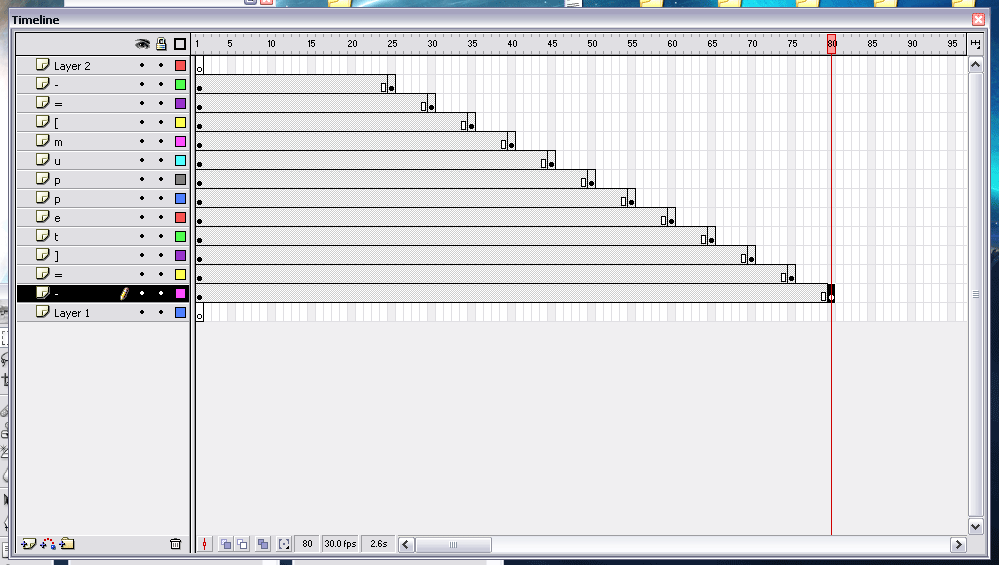 Timeline
1 5 10 15 20 25 30 35 40 45 50 55 60 65 70 75 80 85 90 95
Layer 2
-
=
[
m
u
p
p
e
t
]
=
-
Layer 1
80 30.0 fps 2.6s